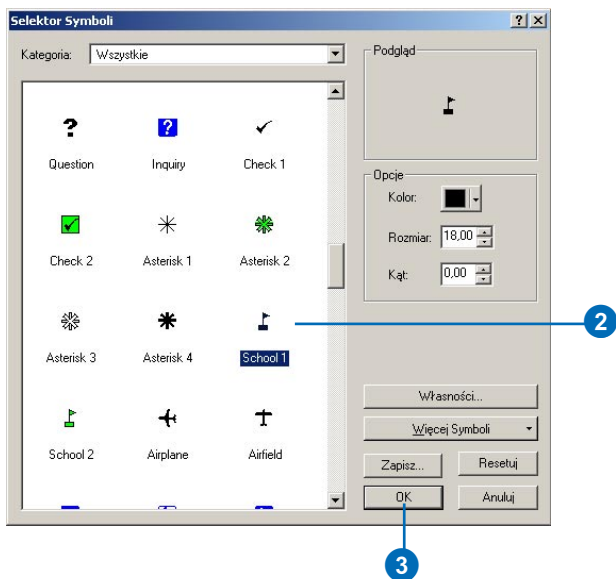 Selektor Symboli
Kategoria: Wszystkie
Question Inquiry Check 1
Check 2 Asterisk 1 Asterisk 2
Asterisk 3 Asterisk 4 School 1
School 2 Airplane Airfield
Podgląd
Opcje
Kolor:
Rozmiar: 18,00
Kąt: 0,00
Własności...
Więcej Symboli
Zapisz... Resetuj
OK Anuluj
2
3